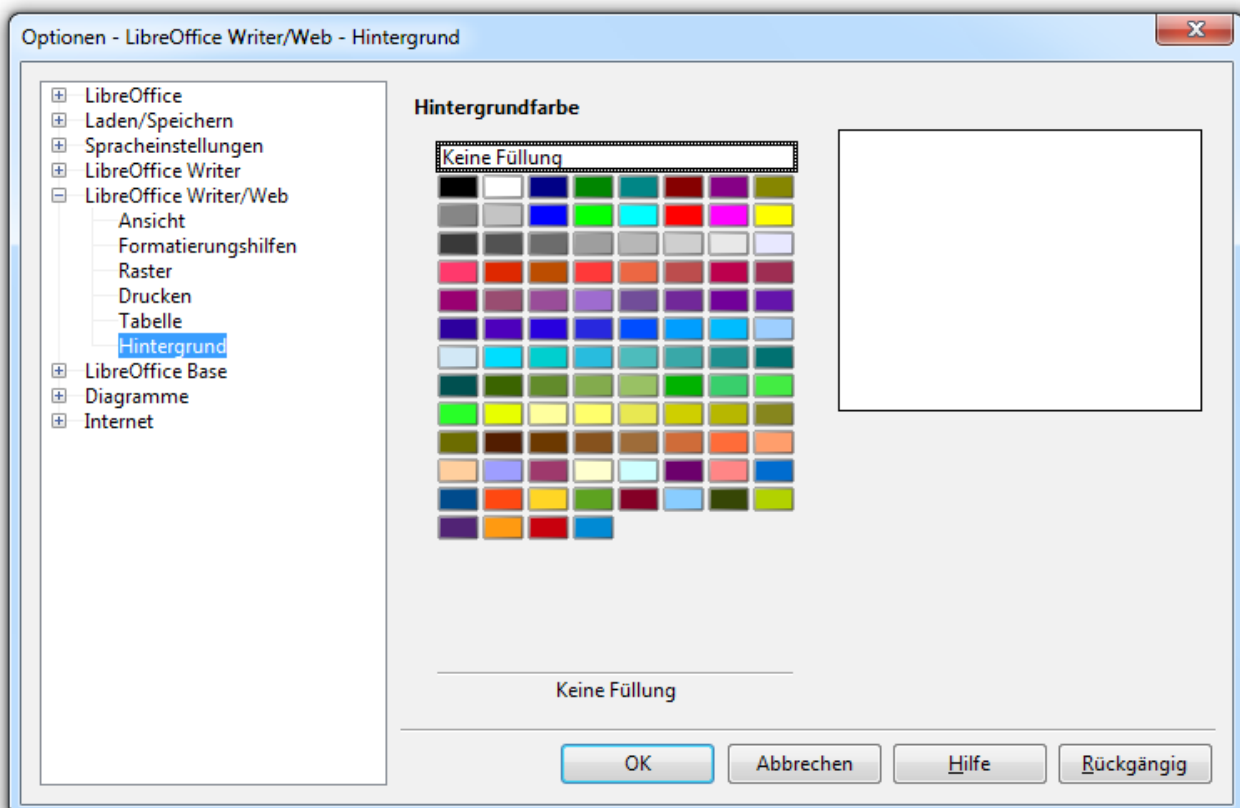 Optionen - LibreOffice Writer/Web - Hintergrund
LibreOffice
Laden/Speichern
Spracheinstellungen
LibreOffice Writer
LibreOffice Writer/Web
Ansicht
Formatierungshilfen
Raster
Drucken
Tabelle
Hintergrund
LibreOffice Base
Diagramme
Internet
Hintergrundfarbe
Keine Füllung
Keine Füllung
OK
Abbrechen
Hilfe
Rückgängig